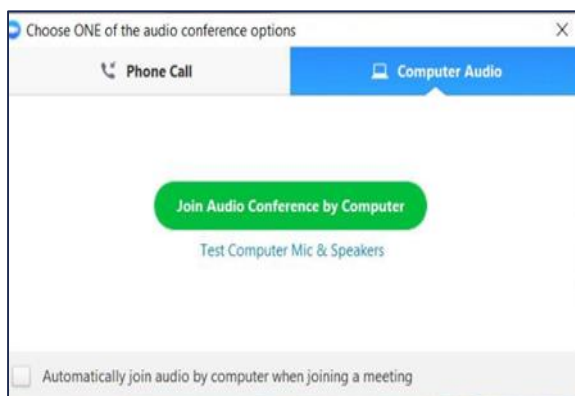 Choose ONE of the audio conference options
Phone Call
Computer Audio
Join Audio Conference by Computer
Test Computer Mic & Speakers
Automatically join audio by computer when joining a meeting